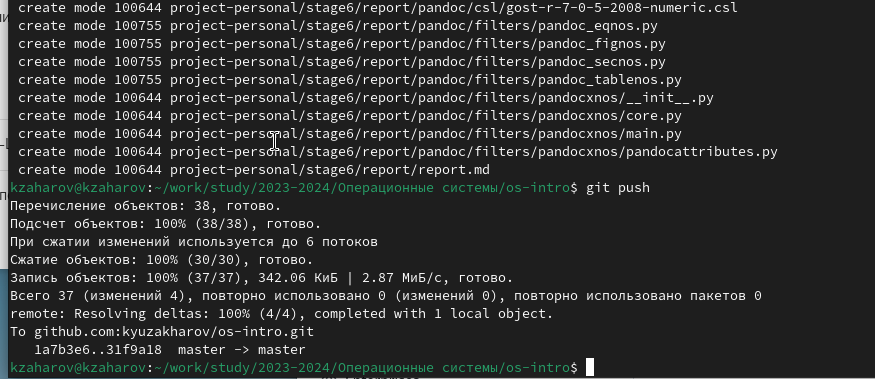 create mode 100644 project-personal/stage6/report/pandoc/csl/gost-r-7-0-5-2008-numeric.csl
create mode 100755 project-personal/stage6/report/pandoc/filters/pandoc_eqnos.py
create mode 100755 project-personal/stage6/report/pandoc/filters/pandoc_fignos.py
create mode 100755 project-personal/stage6/report/pandoc/filters/pandoc_secnos.py
create mode 100755 project-personal/stage6/report/pandoc/filters/pandoc_tablenos.py
create mode 100644 project-personal/stage6/report/pandoc/filters/pandocxnos/__init__.py
create mode 100644 project-personal/stage6/report/pandoc/filters/pandocxnos/core.py
create mode 100644 project-personal/stage6/report/pandoc/filters/pandocxnos/main.py
create mode 100644 project-personal/stage6/report/pandoc/filters/pandocxnos/pandocattributes.py
create mode 100644 project-personal/stage6/report/report.md
kzaharov@kzaharov:~/work/study/2023-2024/Операционные системы/os-intro$ git push
Перечисление объектов: 38, готово.
Подсчет объектов: 100% (38/38), готово.
При сжатии изменений используется до 6 потоков
Сжатие объектов: 100% (30/30), готово.
Запись объектов: 100% (37/37), 342.06 КиБ | 2.87 МиБ/с, готово.
Всего 37 (изменений 4), повторно использовано 0 (изменений 0), повторно использовано пакетов 0
remote: Resolving deltas: 100% (4/4), completed with 1 local object.
To github.com:kyuzakharov/os-intro.git
1a7b3e6..31f9a18  master -> master
kzaharov@kzaharov:~/work/study/2023-2024/Операционные системы/os-intro$